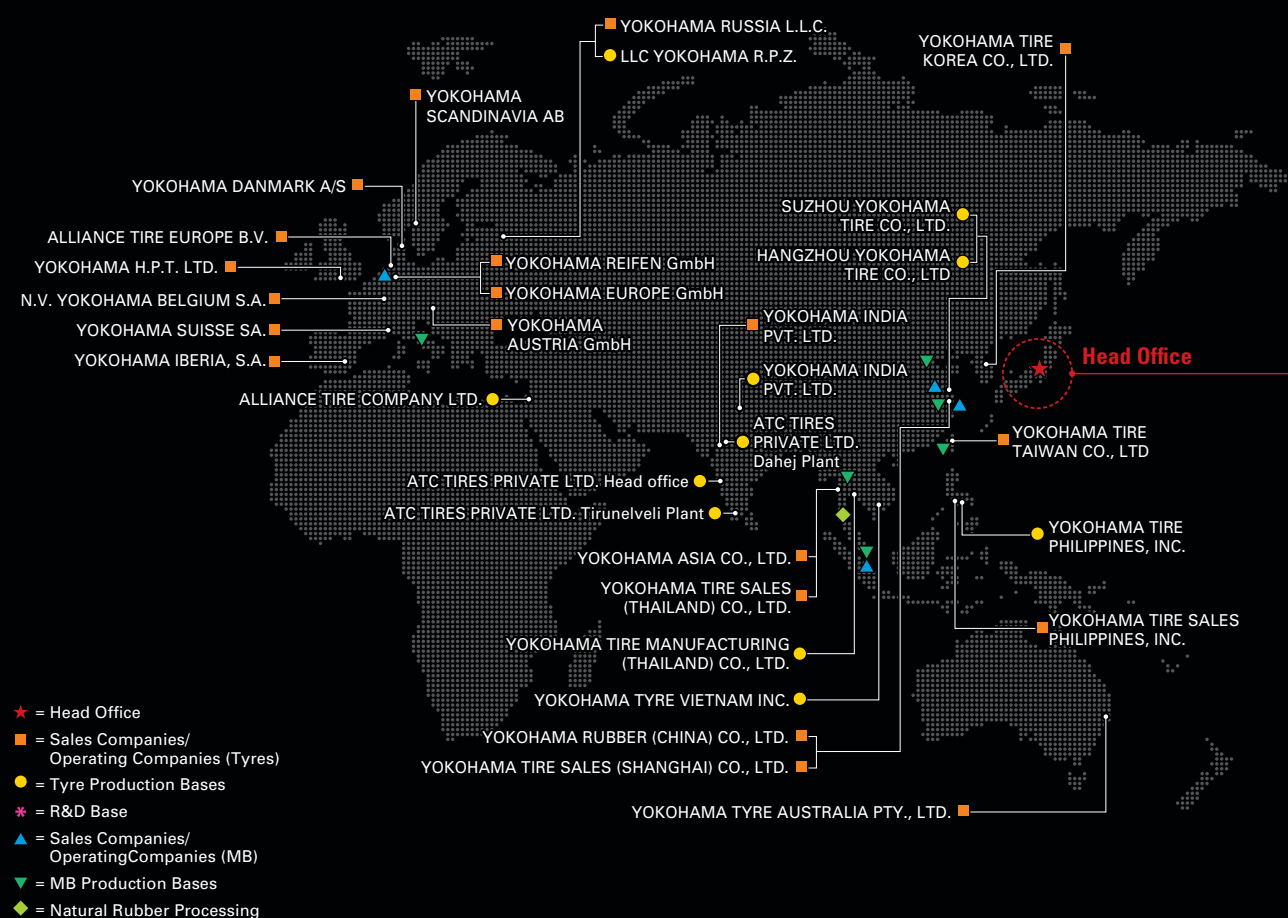 YOKOHAMA RUSSIA L.L.C.
LLC YOKOHAMA R.P.Z.
YOKOHAMA TIRE
KOREA CO., LTD.
YOKOHAMA
SCANDINAVIA AB
YOKOHAMA DANMARK A/S
SUZHOU YOKOHAMA
TIRE CO., LTD.
ALLIANCE TIRE EUROPE B.V.
HANGZHOU YOKOHAMA
TIRE CO., LTD
YOKOHAMA H.P.T. LTD.
YOKOHAMA REIFEN GmbH
N.V. YOKOHAMA BELGIUM S.A.
YOKOHAMA EUROPE GmbH
YOKOHAMA SUISSE SA.
YOKOHAMA
AUSTRIA GmbH
YOKOHAMA INDIA
PVT. LTD.
YOKOHAMA IBERIA, S.A.
Head Office
YOKOHAMA INDIA
PVT. LTD.
ALLIANCE TIRE COMPANY LTD.
ATC TIRES
PRIVATE LTD.
Dahej Plant
YOKOHAMA TIRE
TAIWAN CO., LTD
ATC TIRES PRIVATE LTD. Head office
ATC TIRES PRIVATE LTD. Tirunelveli Plant
YOKOHAMA TIRE
PHILIPPINES, INC.
YOKOHAMA ASIA CO., LTD.
YOKOHAMA TIRE SALES
(THAILAND) CO., LTD.
YOKOHAMA TIRE SALES
PHILIPPINES, INC.
YOKOHAMA TIRE MANUFACTURING
(THAILAND) CO., LTD.
YOKOHAMA TYRE VIETNAM INC.
YOKOHAMA RUBBER (CHINA) CO., LTD.
YOKOHAMA TIRE SALES (SHANGHAI) CO., LTD.
YOKOHAMA TYRE AUSTRALIA PTY., LTD.
= Head Office
= Sales Companies/
Operating Companies (Tyres)
= Tyre Production Bases
= R&D Base
= Sales Companies/
OperatingCompanies (MB)
= MB Production Bases
= Natural Rubber Processing